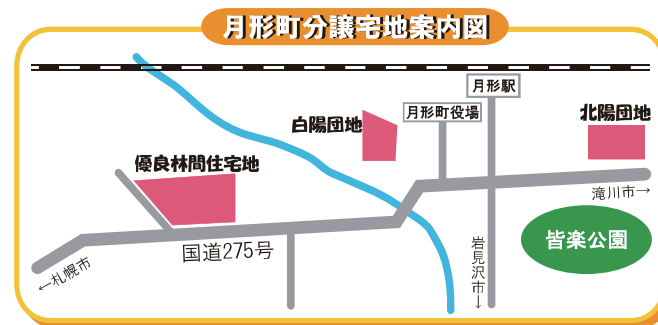 月形町分譲宅地案内図
月形駅
月形町役場
北陽団地
白陽団地
優良林間住宅地
滝川市→
皆楽公園
国道275号
岩見沢市→
←札幌市